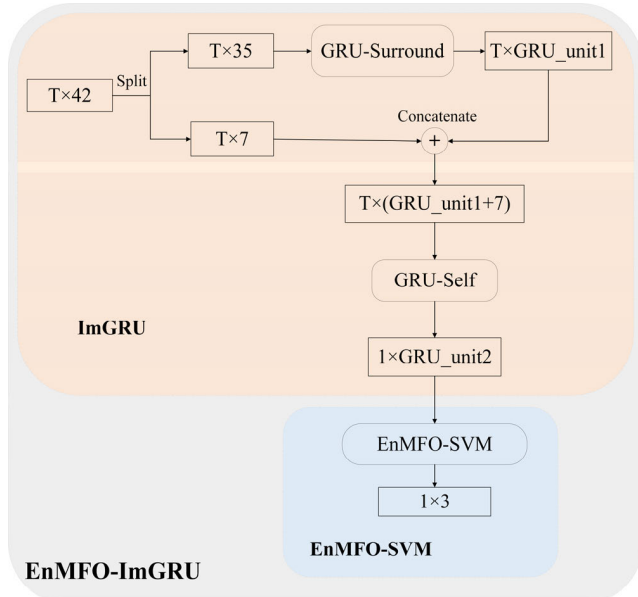 T×35
GRU-Surround
T×GRU_unit1
Split
T×42
Concatenate
T×7
+
T×(GRU_unit1+7)
GRU-Self
ImGRU
1×GRU_unit2
EnMFO-SVM
1×3
EnMFO-SVM
EnMFO-ImGRU